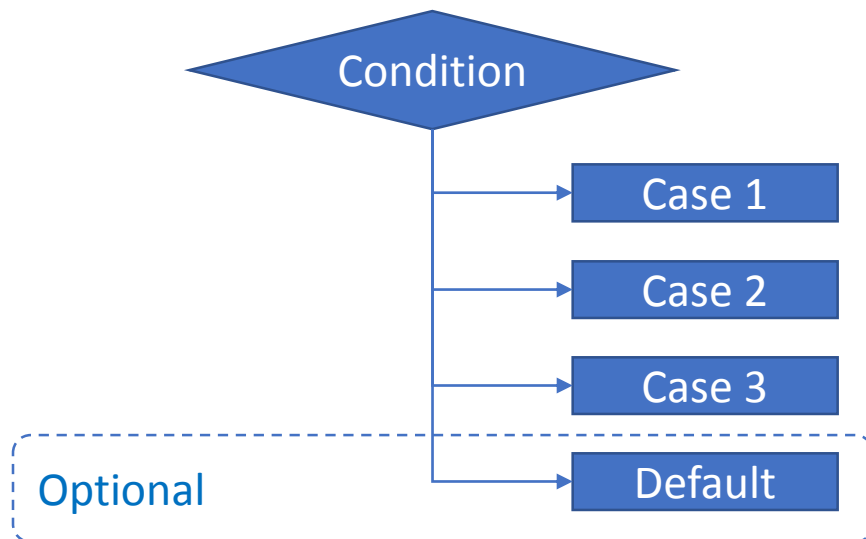 Condition
Case 1
Case 2
Case 3
Optional
Default